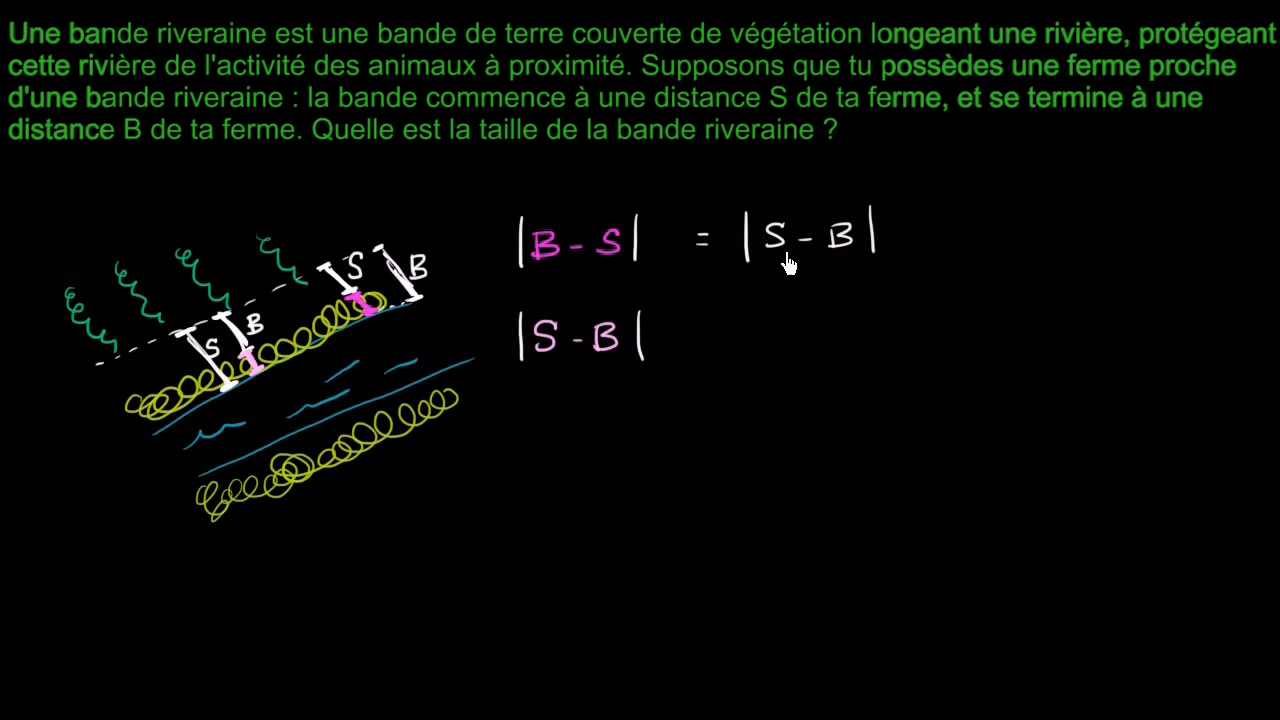 Une bande riveraine est une bande de terre couverte de végétation longeant une rivière, protégeant
cette rivière de l'activité des animaux à proximité. Supposons que tu possèdes une ferme proche
d'une bande riveraine : la bande commence à une distance S de ta ferme, et se termine à une
distance B de ta ferme. Quelle est la taille de la bande riveraine ?
|B - S| = |S - B|
S B
B
S
|S - B|